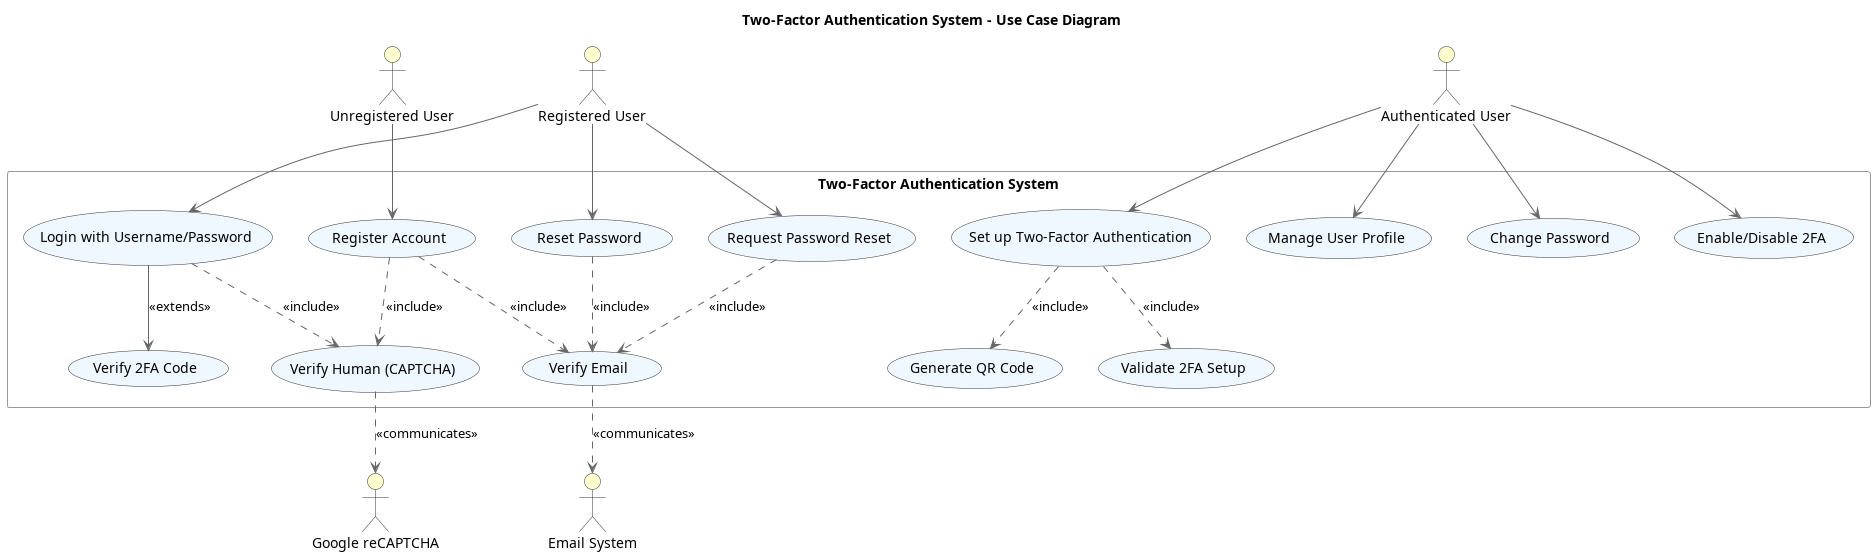 Two-Factor Authentication System - Use Case Diagram
Unregistered User
Registered User
Authenticated User
Two-Factor Authentication System
Login with Username/Password
Register Account
Reset Password
Request Password Reset
Set up Two-Factor Authentication
Manage User Profile
Change Password
Enable/Disable 2FA
«extends»
«include»
«include»
«include»
«include»
«include»
«include»
«include»
Verify 2FA Code
Verify Human (CAPTCHA)
Verify Email
Generate QR Code
Validate 2FA Setup
«communicates»
«communicates»
Google reCAPTCHA
Email System